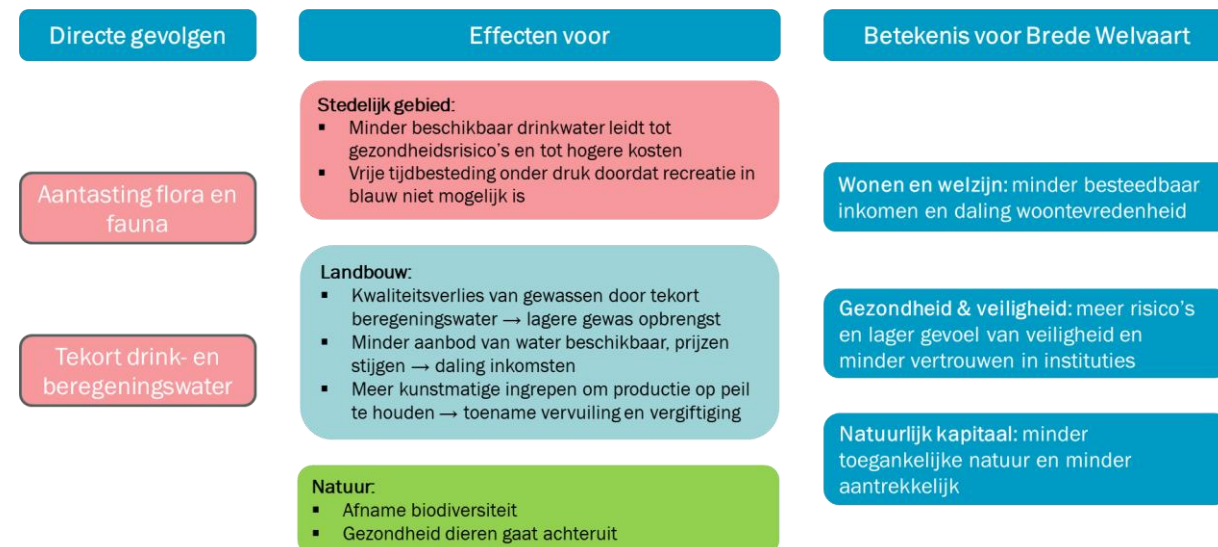 Directe gevolgen
Effecten voor
Betekenis voor Brede Welvaart
Aantasting flora en
fauna
Tekort drink- en
beregeningswater
Stedelijk gebied:
▪ Minder beschikbaar drinkwater leidt tot
gezondheidsrisico’s en tot hogere kosten
▪ Vrije tijdbesteding onder druk doordat recreatie in
blauw niet mogelijk is
Landbouw:
▪ Kwaliteitsverlies van gewassen door tekort
beregeningswater → lagere gewas opbrengst
▪ Minder aanbod van water beschikbaar, prijzen
stijgen → daling inkomsten
▪ Meer kunstmatige ingrepen om productie op peil
te houden → toename vervuiling en vergiftiging
Natuur:
▪ Afname biodiversiteit
▪ Gezondheid dieren gaat achteruit
Wonen en welzijn: minder besteedbaar
inkomen en daling woontevredenheid
Gezondheid & veiligheid: meer risico’s
en lager gevoel van veiligheid en
minder vertrouwen in instituties
Natuurlijk kapitaal: minder
toegankelijke natuur en minder
aantrekkelijk